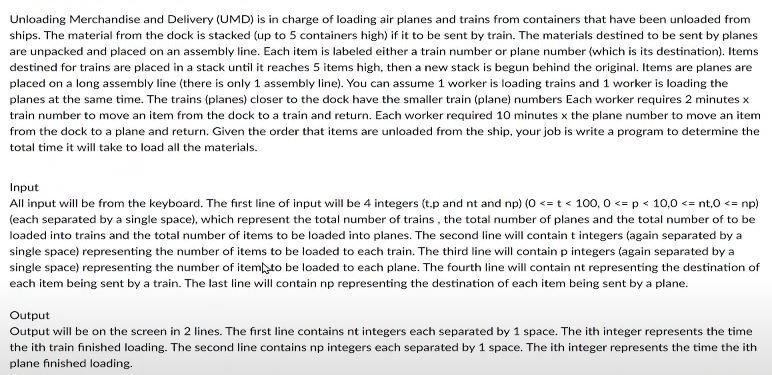 Unloading Merchandise and Delivery (UMD) is in charge of loading air planes and trains from containers that have been unloaded from
ships. The material from the dock is stacked (up to 5 containers high) if it to be sent by train. The materials destined to be sent by planes
are unpacked and placed on an assembly line. Each item is labeled either a train number or plane number (which is its destination). Items
destined for trains are placed in a stack until it reaches 5 items high, then a new stack is begun behind the original. Items are planes are
placed on a long assembly line (there is only 1 assembly line). You can assume 1 worker is loading trains and 1 worker is loading the
planes at the same time. The trains (planes) closer to the dock have the smaller train (plane) numbers Each worker requires 2 minutes x
train number to move an item from the dock to a train and return. Each worker required 10 minutes x the plane number to move an item
from the dock to a plane and return. Given the order that items are unloaded from the ship, your job is write a program to determine the
total time it will take to load all the materials.
Input
All input will be from the keyboard. The first line of input will be 4 integers (t,p and nt and np) (0 <= t < 100, 0 <= p < 10,0 <= nt,0 <= np)
(each separated by a single space), which represent the total number of trains , the total number of planes and the total number of to be
loaded into trains and the total number of items to be loaded into planes. The second line will contain t integers (again separated by a
single space) representing the number of items to be loaded to each train. The third line will contain p integers (again separated by a
single space) representing the number of item to be loaded to each plane. The fourth line will contain nt representing the destination of
each item being sent by a train. The last line will contain np representing the destination of each item being sent by a plane.
Output
Output will be on the screen in 2 lines. The first line contains nt integers each separated by 1 space. The ith integer represents the time
the ith train finished loading. The second line contains np integers each separated by 1 space. The ith integer represents the time the ith
plane finished loading.